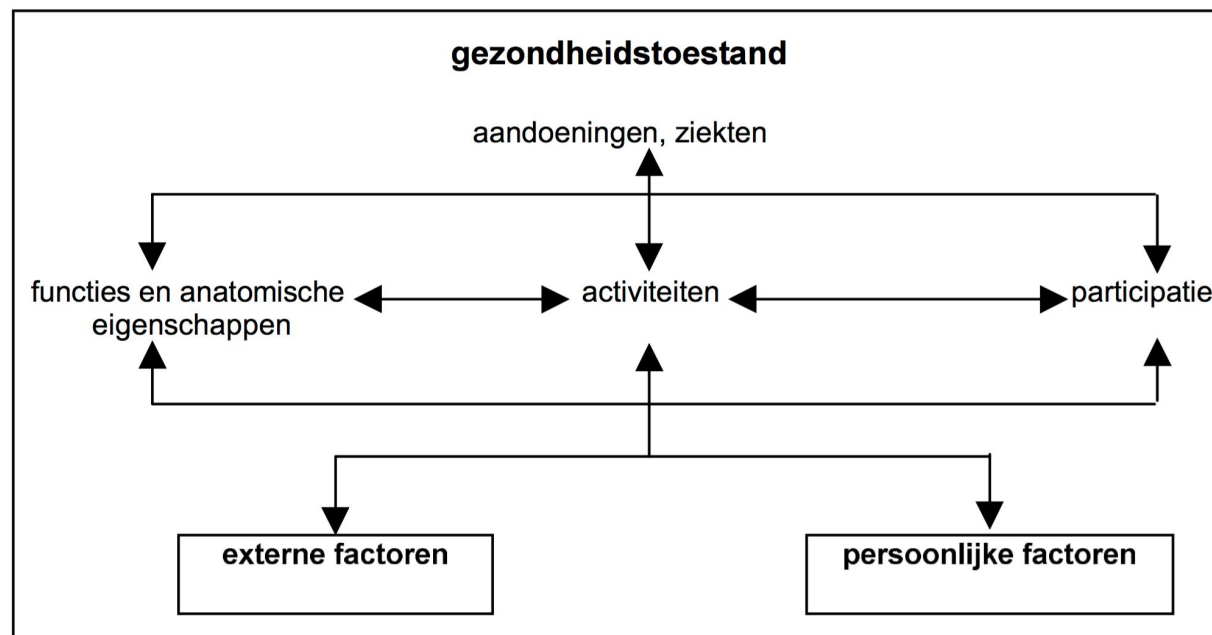 gezondheidstoestand
aandoeningen, ziekten
functies en anatomische
eigenschappen
activiteiten
participatie
externe factoren
persoonlijke factoren